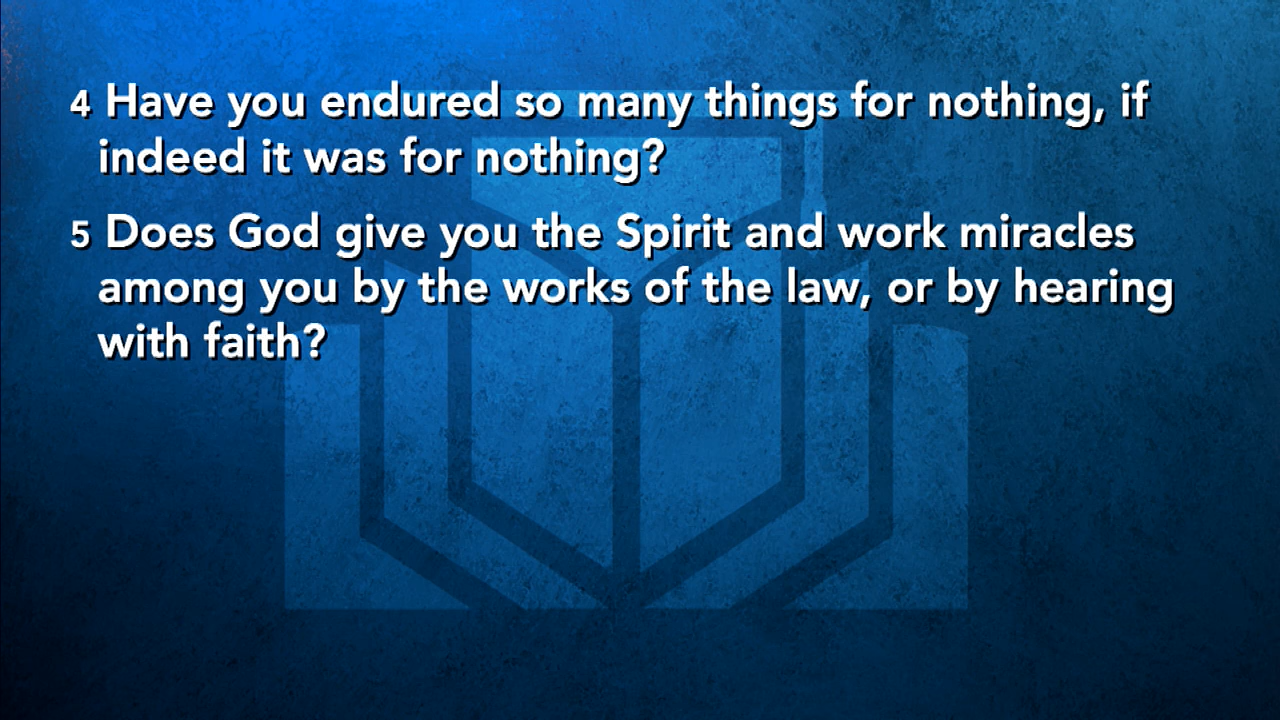 4 Have you endured so many things for nothing, if
indeed it was for nothing?
5 Does God give you the Spirit and work miracles
among you by the works of the law, or by hearing
with faith?